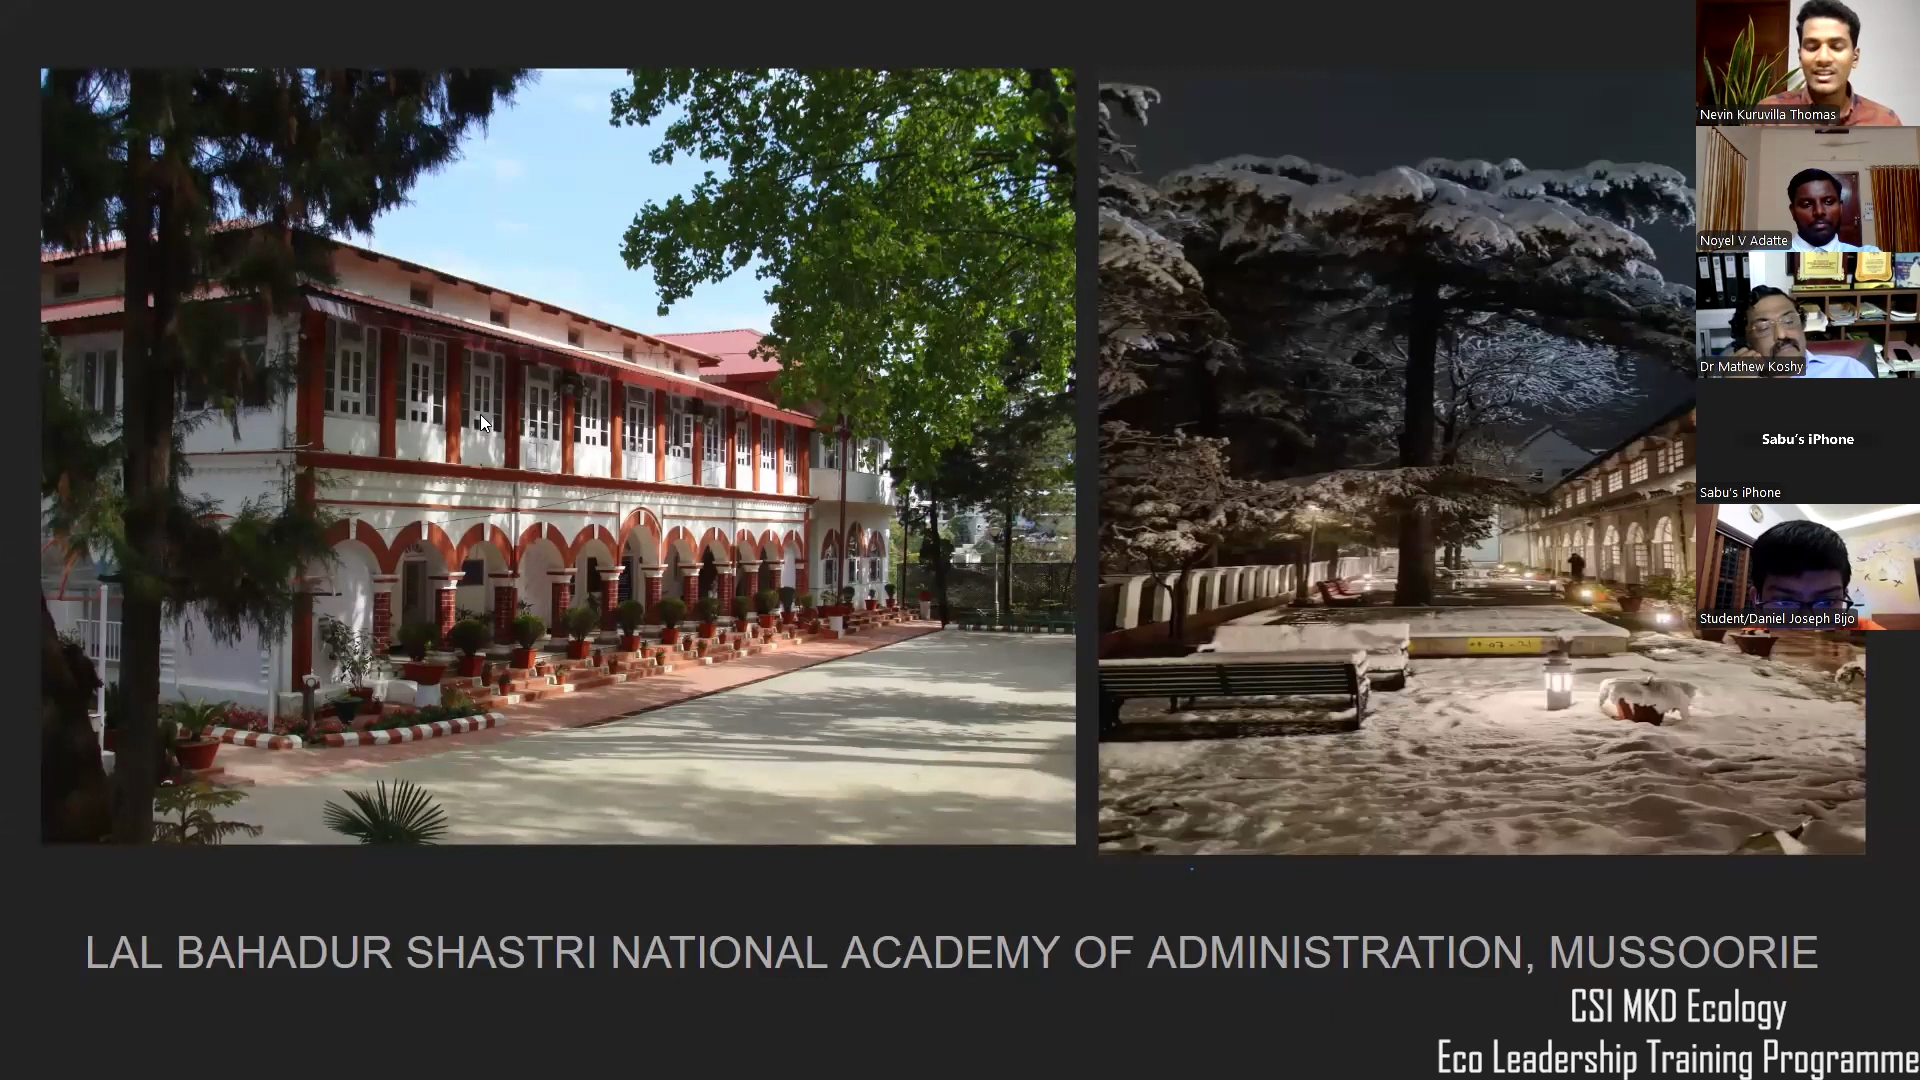 Nevin Kuruvilla Thomas
Noyel V Adatte
Dr Mathew Koshy
Sabu's iPhone
Sabu's iPhone
Student/Daniel Joseph Bijo
LAL BAHADUR SHASTRI NATIONAL ACADEMY OF ADMINISTRATION, MUSSOORIE
CSI MKD Ecology
Eco Leadership Training Programme